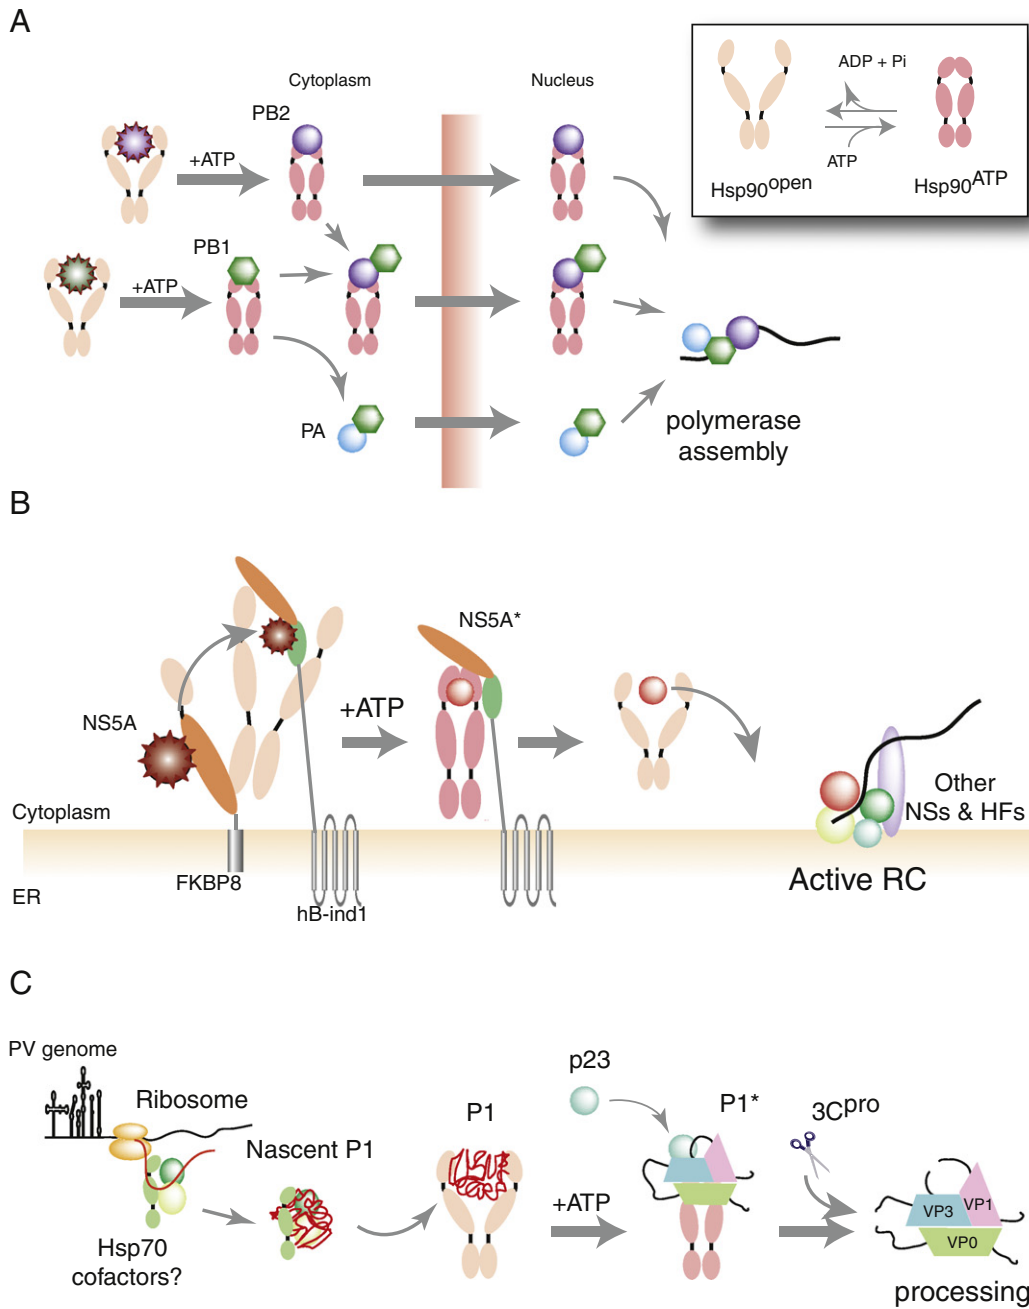 A
Cytoplasm
Nucleus
PB2
+ATP
PB1
+ATP
PA
polymerase
assembly
ADP + Pi
ATP
Hsp90open
Hsp90ATP
B
NS5A
NS5A*
+ATP
Cytoplasm
ER
FKBP8
hB-ind1
Other
NSs & HFs
Active RC
C
PV genome
Ribosome
Nascent P1
Hsp70
cofactors?
P1
p23
+ATP
P1*
3Cpro
VP3
VP1
VP0
processing